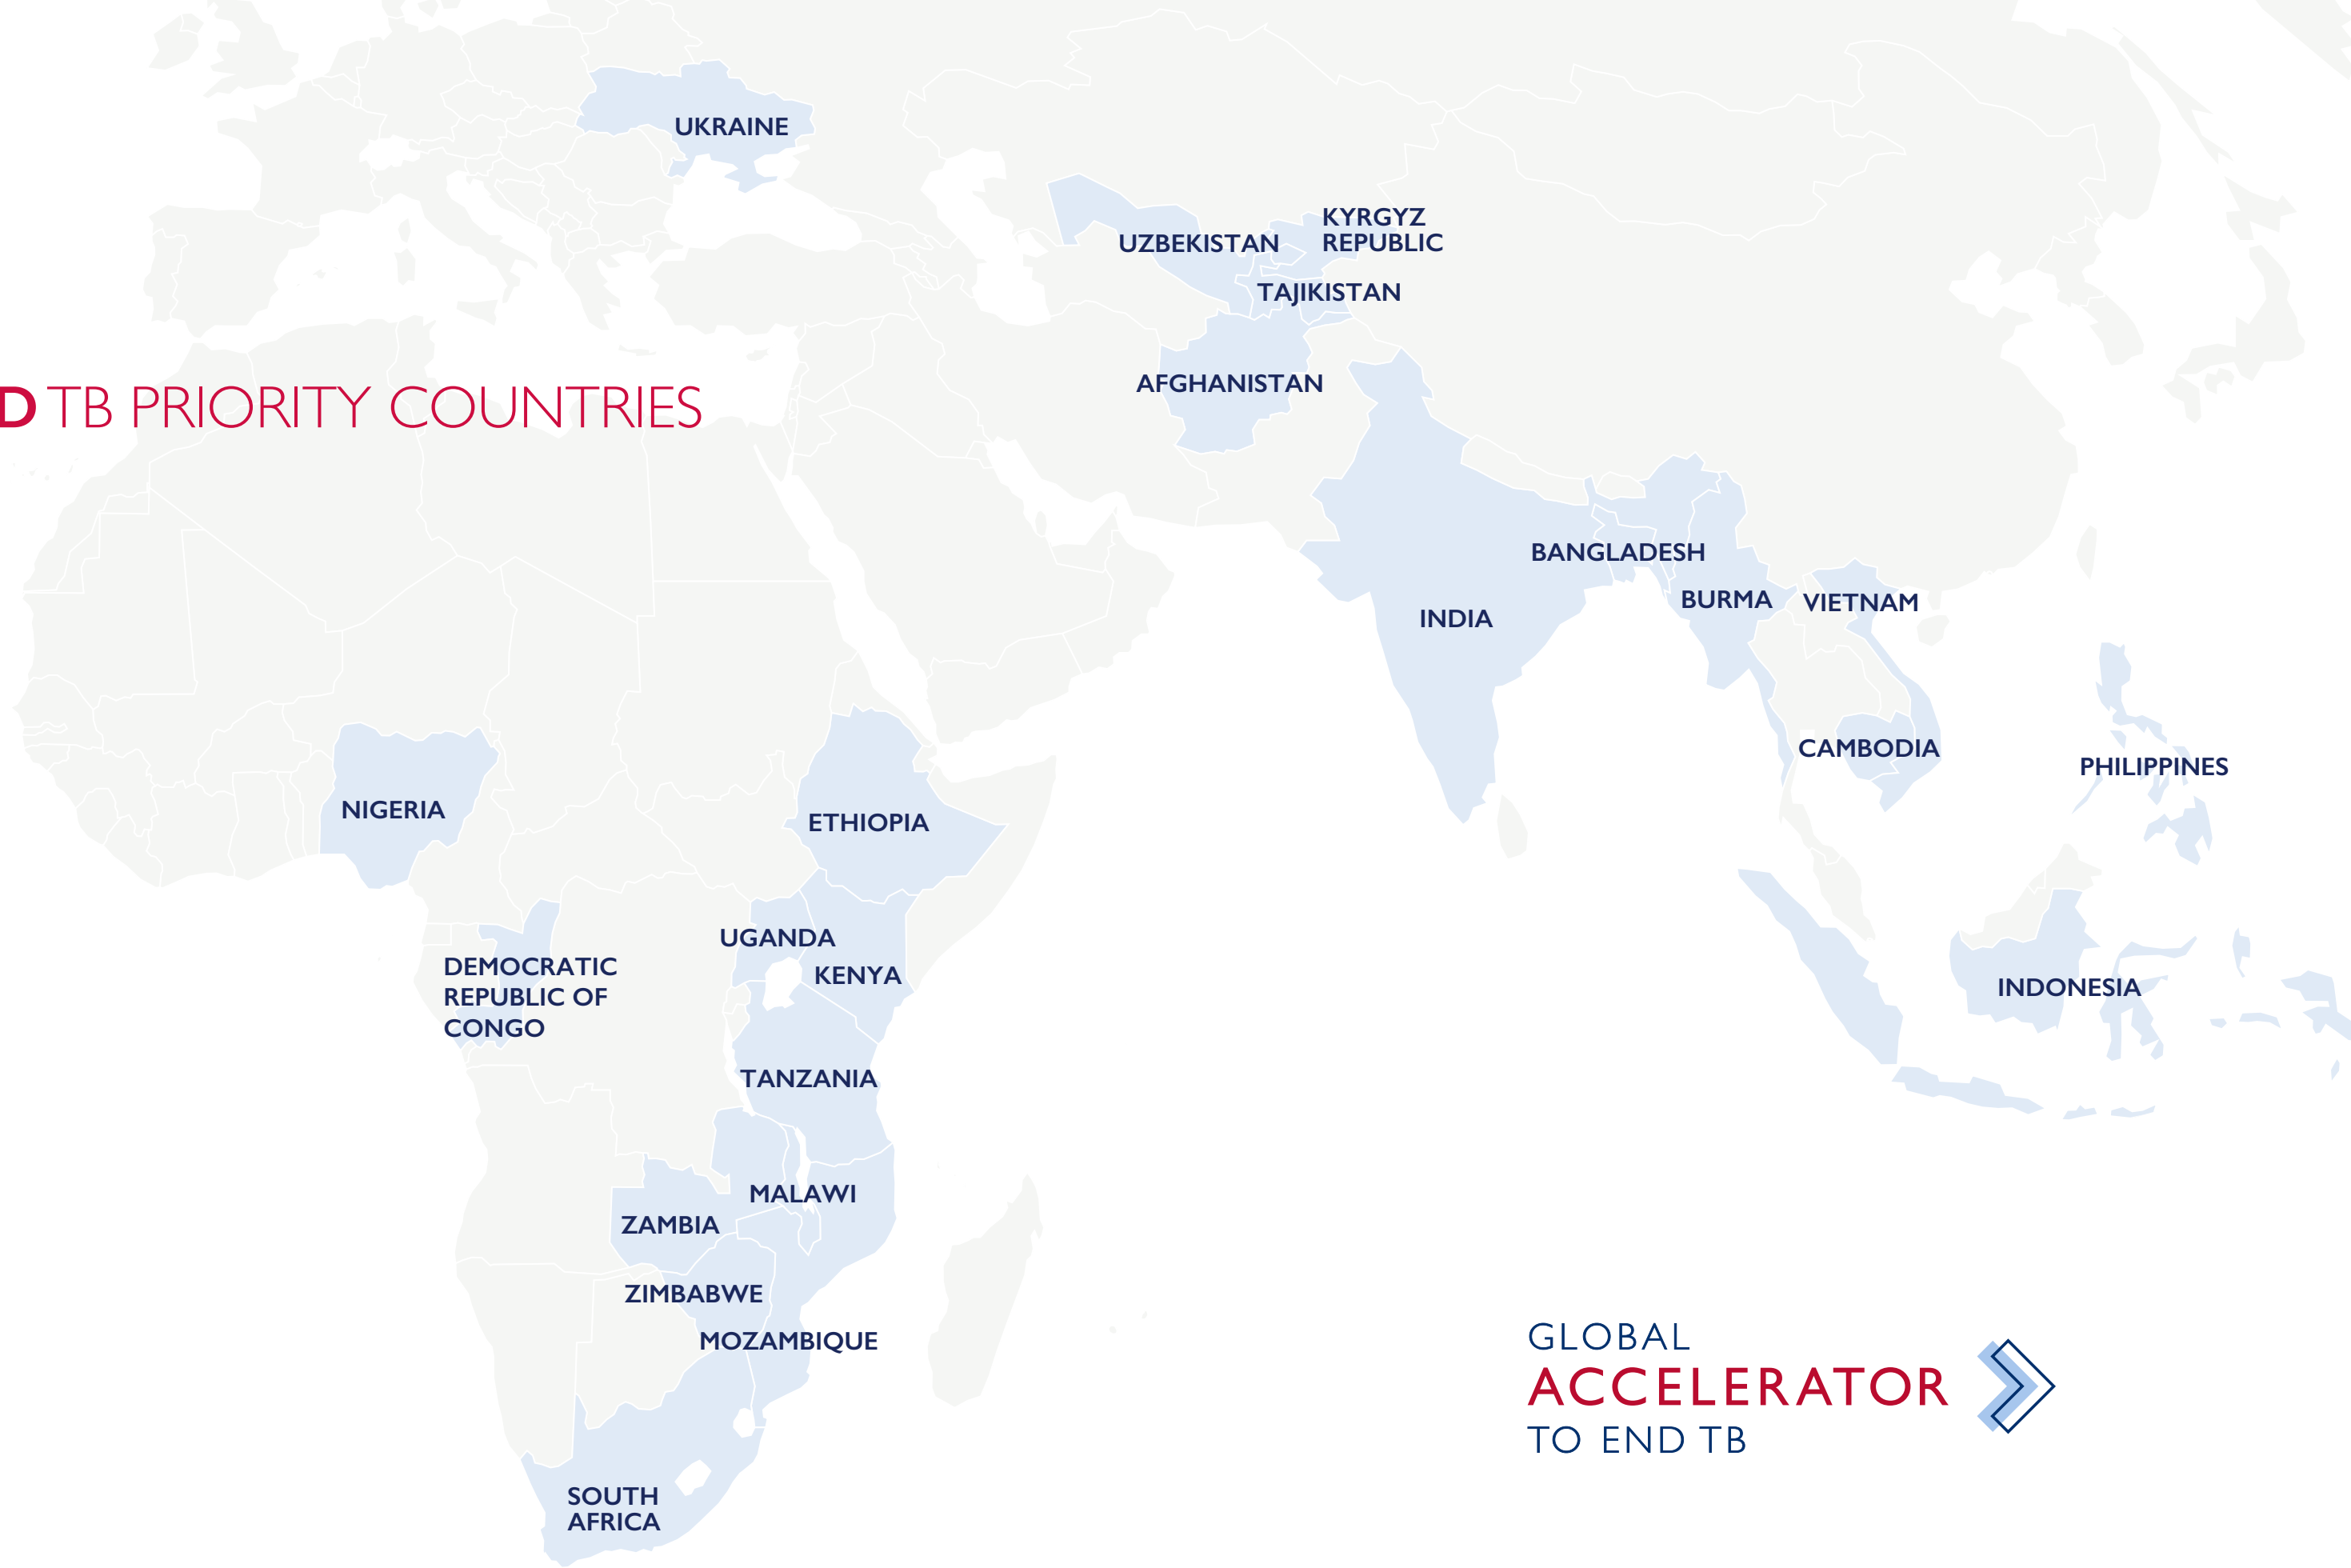 UKRAINE
KYRGYZ
REPUBLIC
UZBEKISTAN
TAJIKISTAN
AFGHANISTAN
D TB PRIORITY COUNTRIES
BANGLADESH
BURMA
VIETNAM
INDIA
CAMBODIA
PHILIPPINES
NIGERIA
ETHIOPIA
UGANDA
DEMOCRATIC
REPUBLIC OF
CONGO
KENYA
INDONESIA
TANZANIA
MALAWI
ZAMBIA
ZIMBABWE
MOZAMBIQUE
SOUTH
AFRICA
GLOBAL
ACCELERATOR
TO END TB